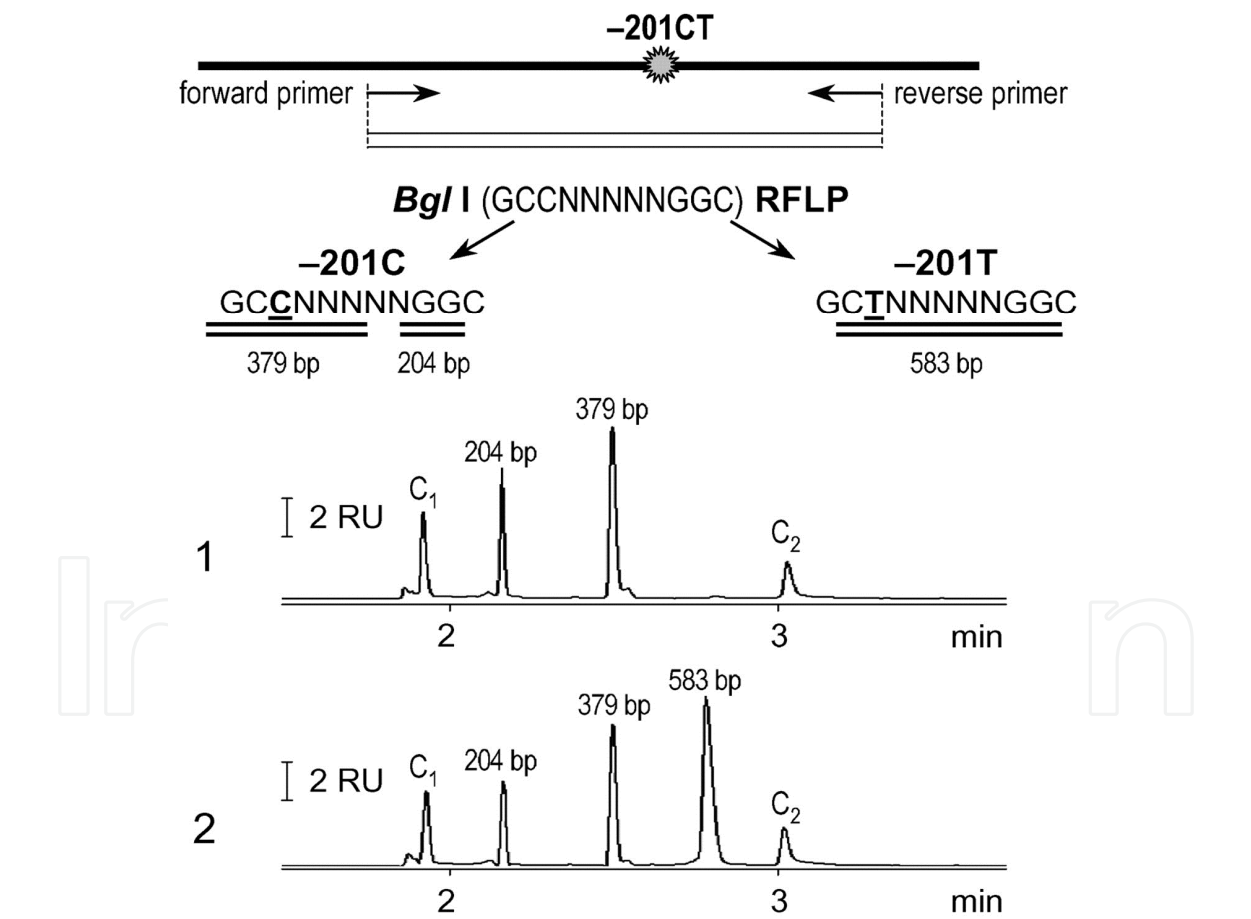 –201CT
forward primer reverse primer
Bgl I (GCCNNNNNGGC) RFLP
–201C –201T
GCCNNNNNGGC GCTNNNNNGGC
379 bp 204 bp 583 bp
379 bp
204 bp
C1
2 RU
C2
1
2 3 min
583 bp
379 bp
204 bp
C1
2 RU
C2
2
2 3 min